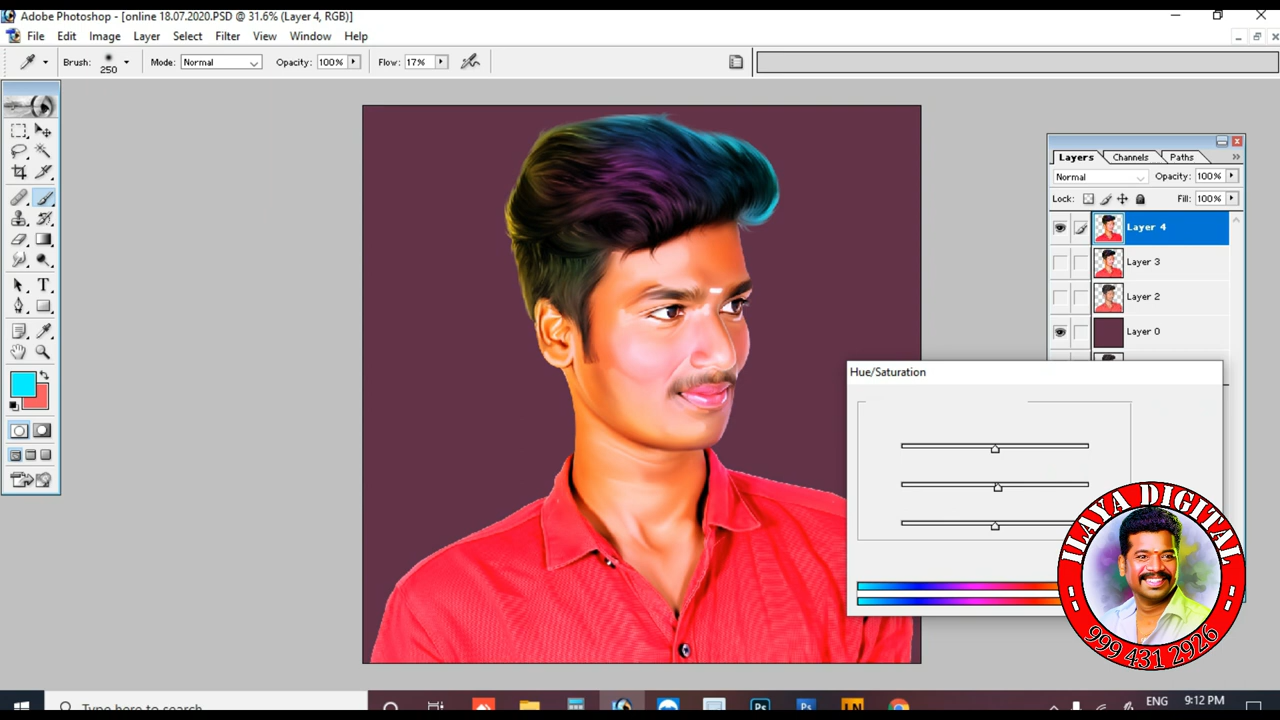 Adobe Photoshop - [online 18.07.2020.PSD @ 31.6% (Layer 4, RGB)]
File Edit Image Layer Select Filter View Window Help
Brush: 250 Mode: Normal Opacity: 100% Flow: 17%
Layers Channels Paths
Normal Opacity: 100%
Lock: Fill: 100%
Layer 4
Layer 3
Layer 2
Layer 0
Hue/Saturation
ILAYA DIGITAL
999 431 2926
Type here to search
Ps Ps LN
ENG 9:12 PM